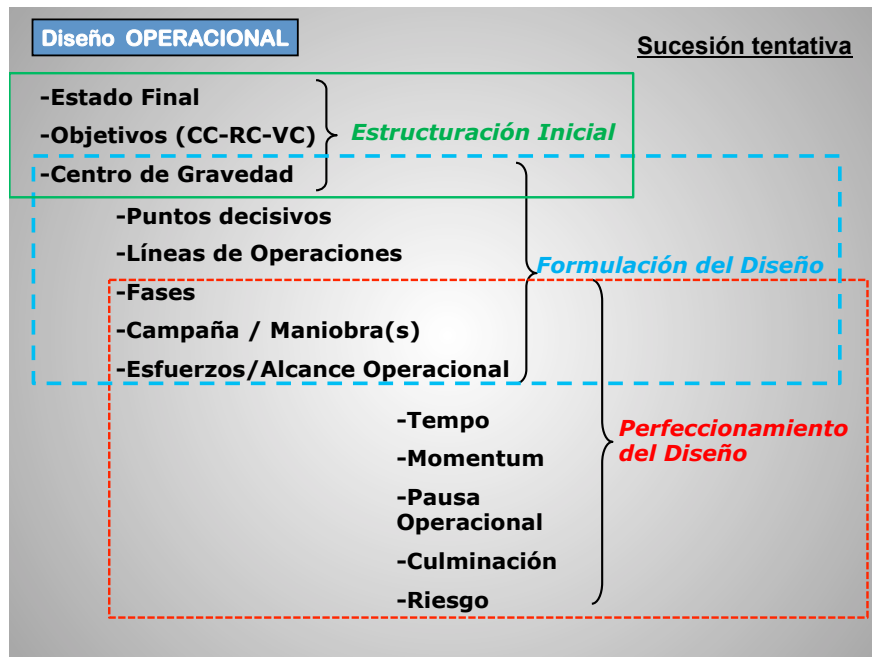 Diseño OPERACIONAL
Sucesión tentativa
-Estado Final
-Objetivos (CC-RC-VC)
Estructuración Inicial
-Centro de Gravedad
-Puntos decisivos
-Líneas de Operaciones
Formulación del Diseño
-Fases
-Campaña / Maniobra(s)
-Esfuerzos/Alcance Operacional
-Tempo
-Momentum
-Pausa
Operacional
-Culminación
-Riesgo
Perfeccionamiento
del Diseño